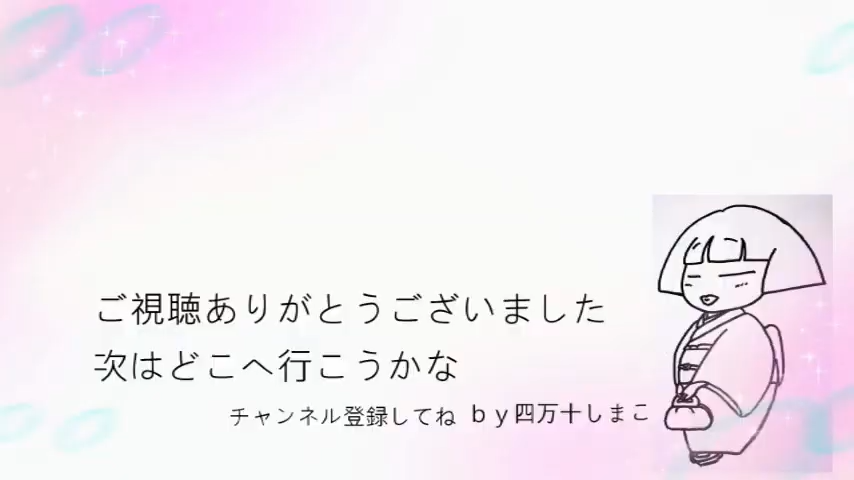 ご視聴ありがとうございました
次はどこへ行こうかな
チャンネル登録してね ｂｙ四万十しまこ